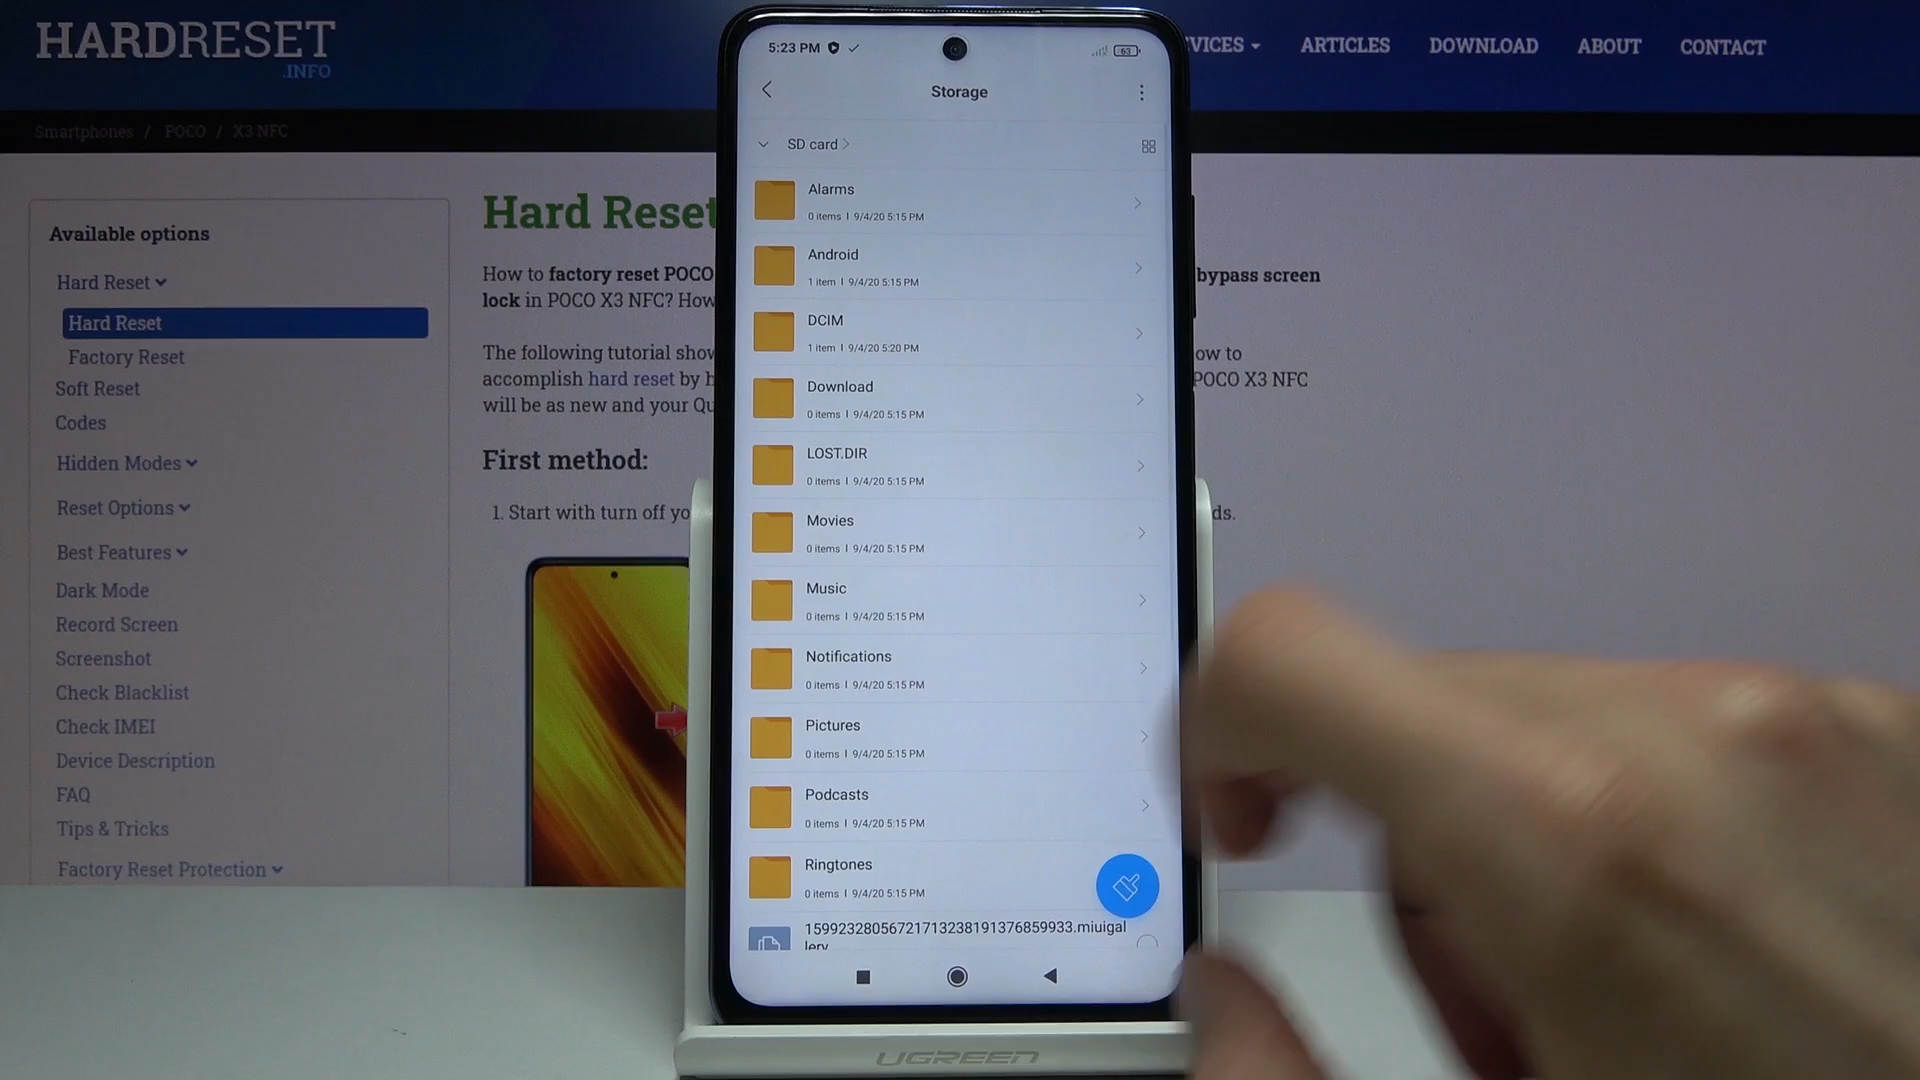 HARDRESET
.INFO
VICES
ARTICLES
DOWNLOAD
ABOUT
CONTACT
Smartphones / POCO / X3 NFC
Available options
Hard Reset
Hard Reset
Factory Reset
Soft Reset
Codes
Hidden Modes
Reset Options
Best Features
Dark Mode
Record Screen
Screenshot
Check Blacklist
Check IMEI
Device Description
FAQ
Tips & Tricks
Factory Reset Protection
Hard Reset
How to factory reset POCO
bypass screen
lock in POCO X3 NFC? How
The following tutorial show
ow to
accomplish hard reset by h
POCO X3 NFC
will be as new and your Qu
First method:
1. Start with turn off yo
ds.
5:23 PM
63
Storage
SD card
Alarms
0 items | 9/4/20 5:15 PM
Android
1 item | 9/4/20 5:15 PM
DCIM
1 item | 9/4/20 5:20 PM
Download
0 items | 9/4/20 5:15 PM
LOST.DIR
0 items | 9/4/20 5:15 PM
Movies
0 items | 9/4/20 5:15 PM
Music
0 items | 9/4/20 5:15 PM
Notifications
0 items | 9/4/20 5:15 PM
Pictures
0 items | 9/4/20 5:15 PM
Podcasts
0 items | 9/4/20 5:15 PM
Ringtones
0 items | 9/4/20 5:15 PM
15992328056721713238191376859933.miuigal
lery
UGREEN